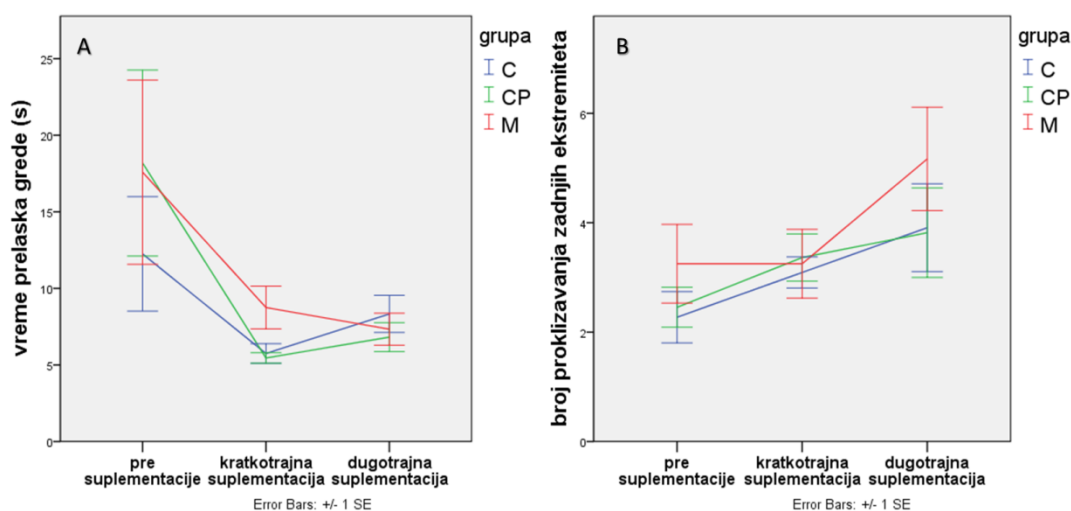 A
vreme prelaska grede (s)
25
20
15
10
5
0
pre suplementacije
kratkotrajna suplementacija
dugotrajna suplementacija
Error Bars: +/- 1 SE
grupa
C
CP
M
B
broj proklizavanja zadnjih ekstremiteta
6
4
2
0
pre suplementacije
kratkotrajna suplementacija
dugotrajna suplementacija
Error Bars: +/- 1 SE
grupa
C
CP
M